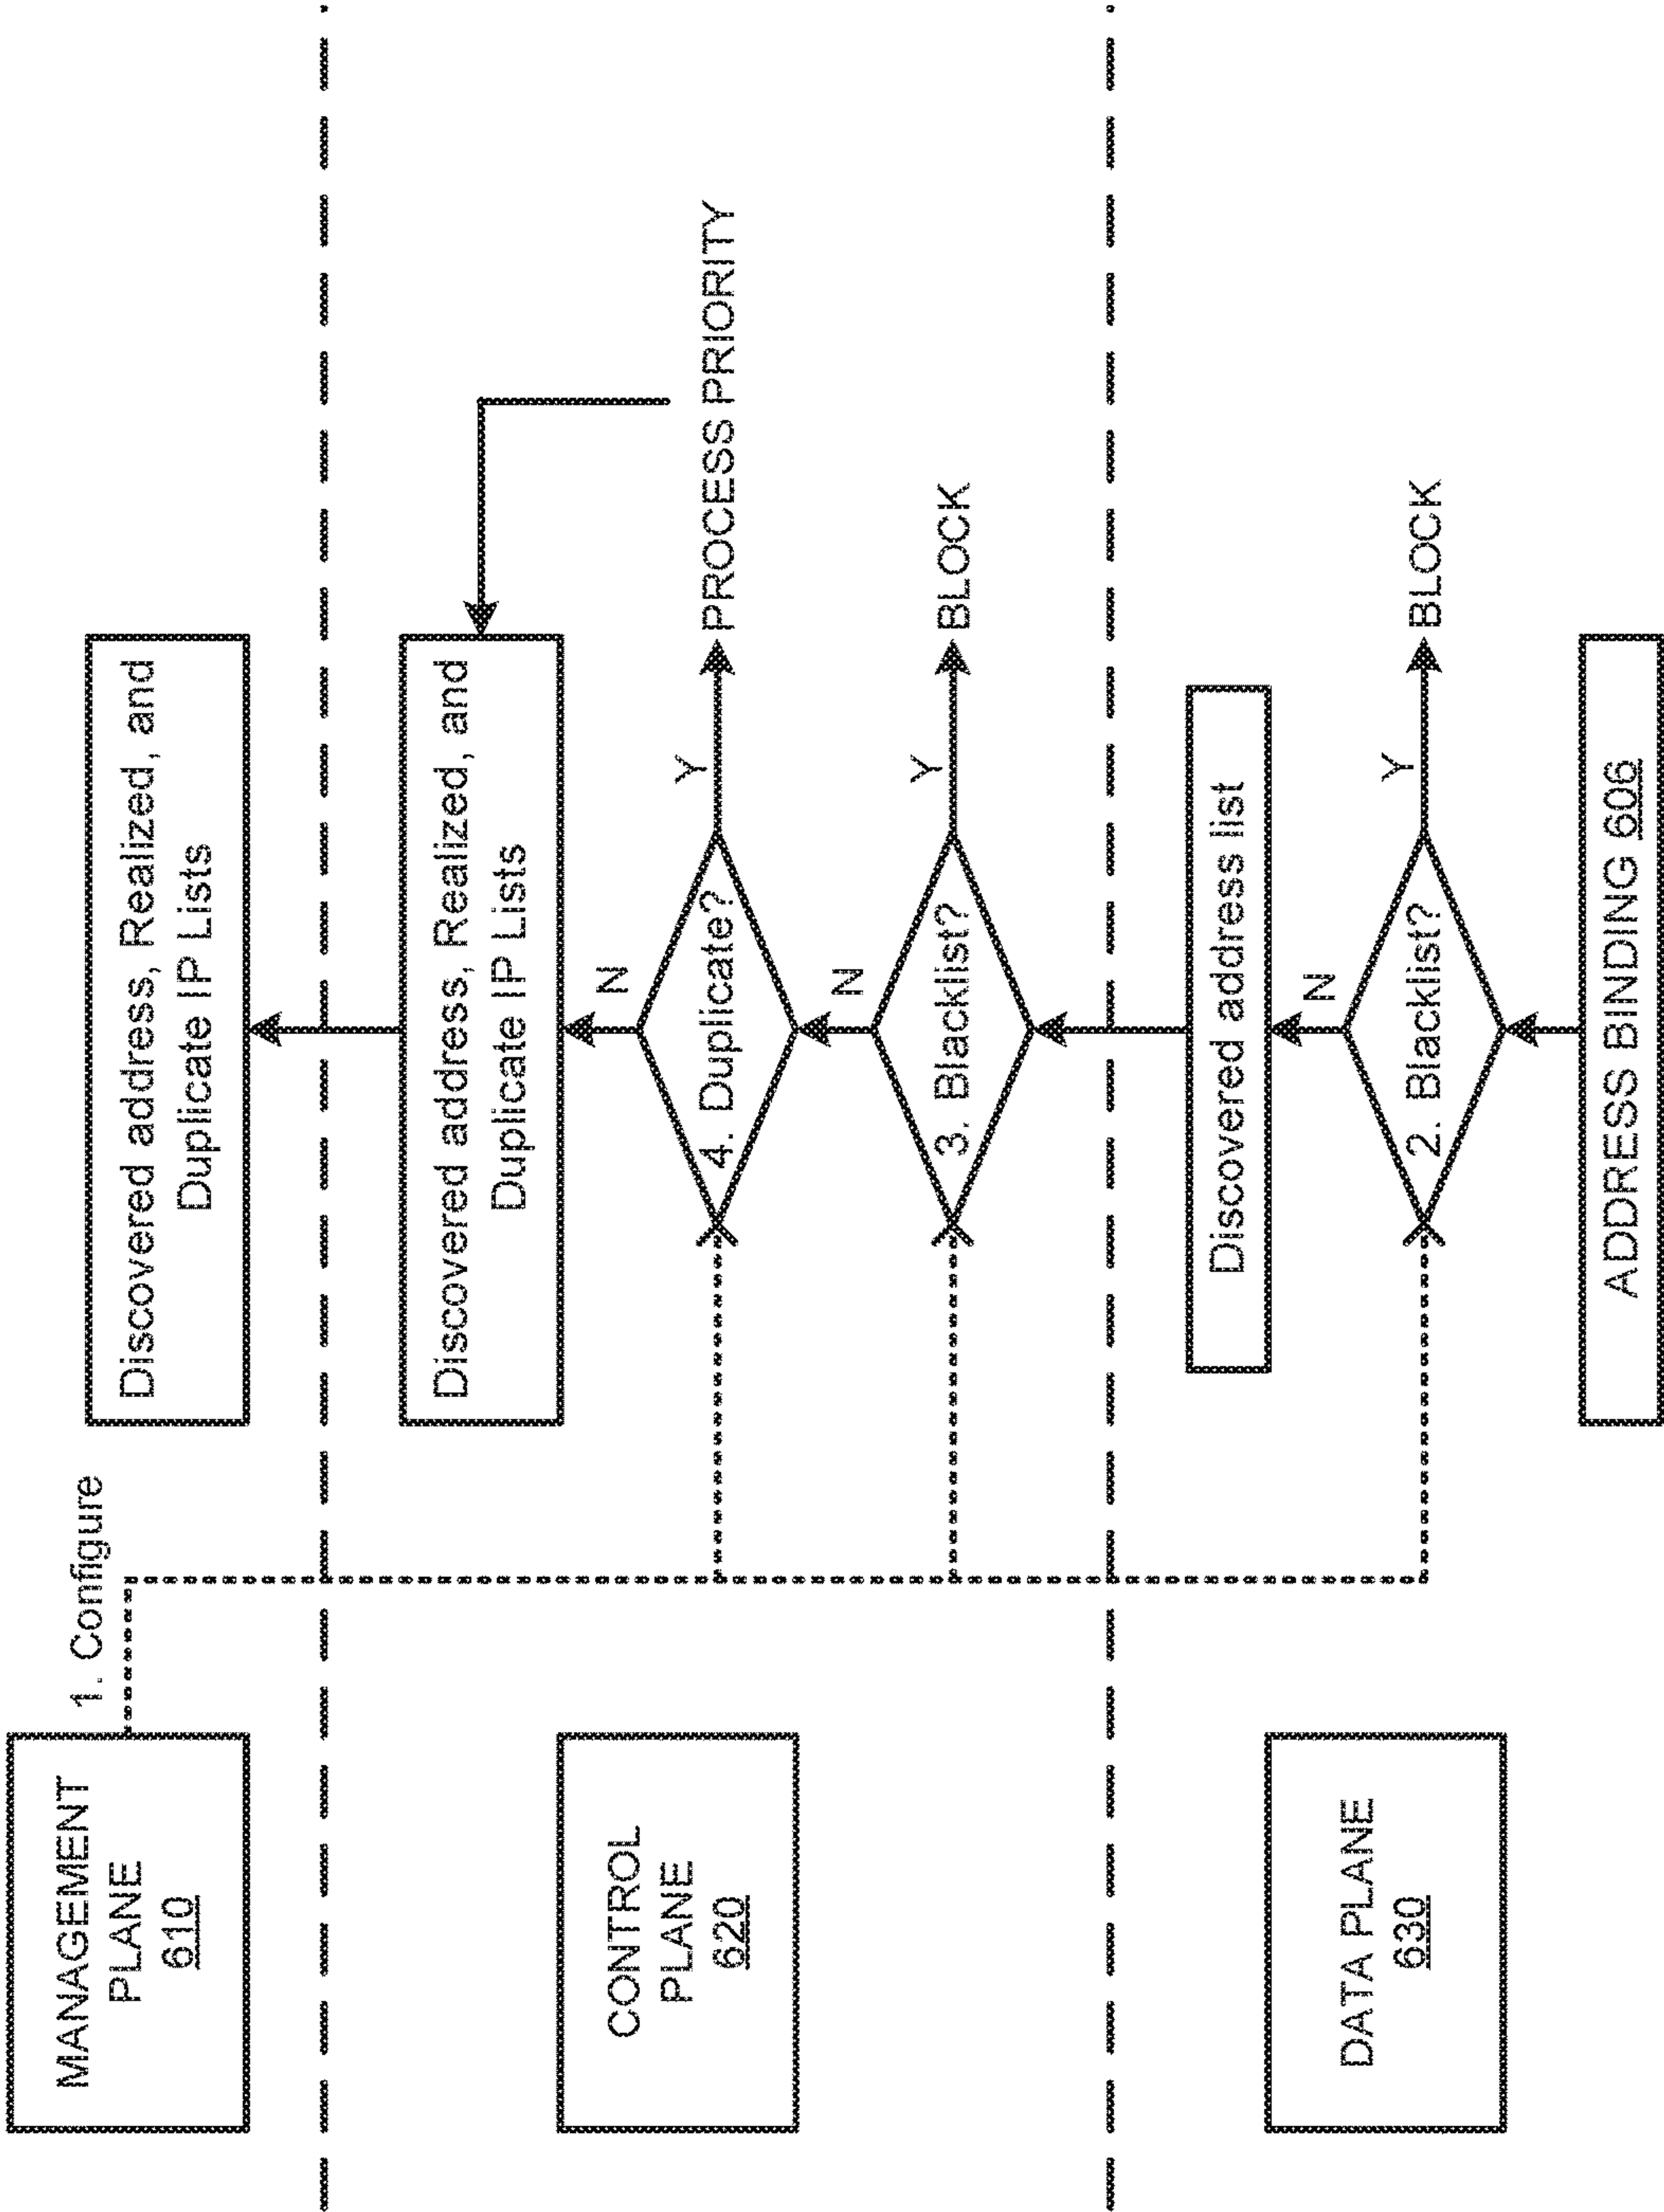 MANAGEMENT
PLANE
610
1. Configure
Discovered address, Realized, and
Duplicate IP Lists
CONTROL
PLANE
620
Discovered address, Realized, and
Duplicate IP Lists
N
4. Duplicate?
Y
PROCESS PRIORITY
N
3. Blacklist?
Y
BLOCK
DATA PLANE
630
Discovered address list
N
2. Blacklist?
Y
BLOCK
ADDRESS BINDING 606